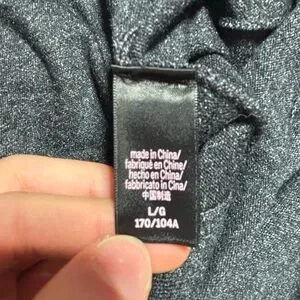 made in China/
fabriqué en Chine/
hecho en China/
fabbricato in Cina/
中国制造
L/G
170/104A